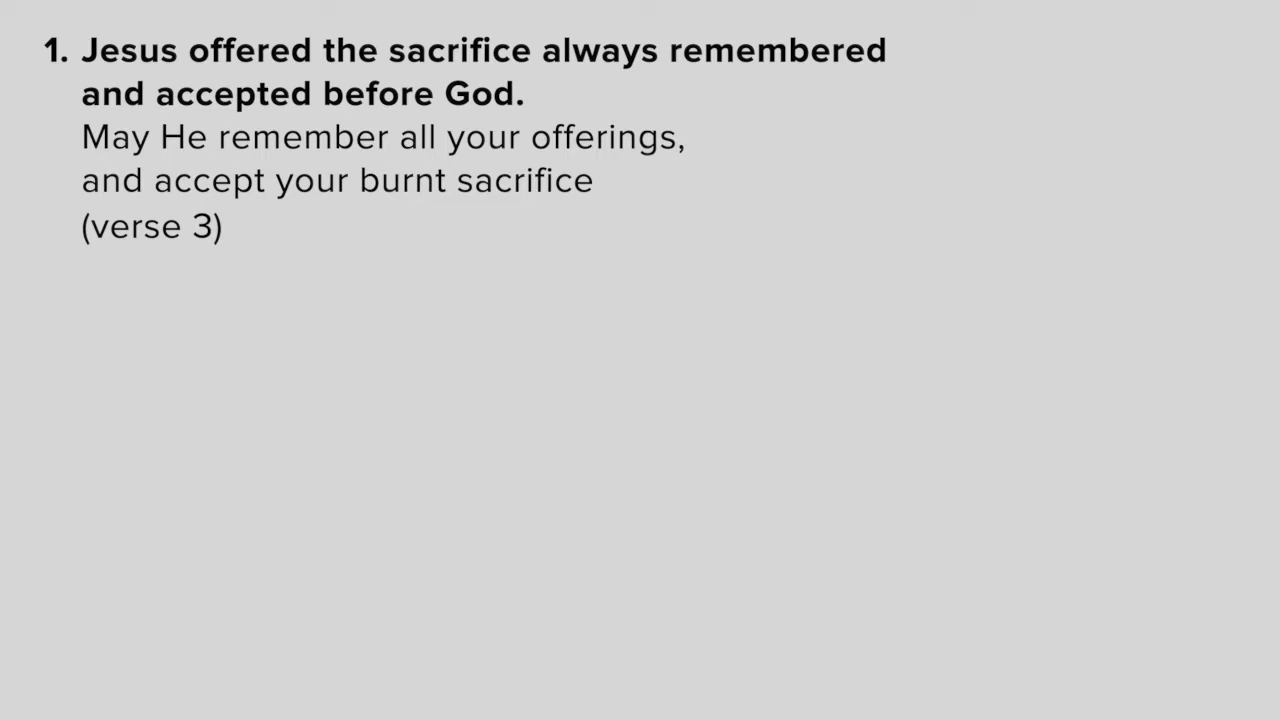 1. Jesus offered the sacrifice always remembered
and accepted before God.
May He remember all your offerings,
and accept your burnt sacrifice
(verse 3)